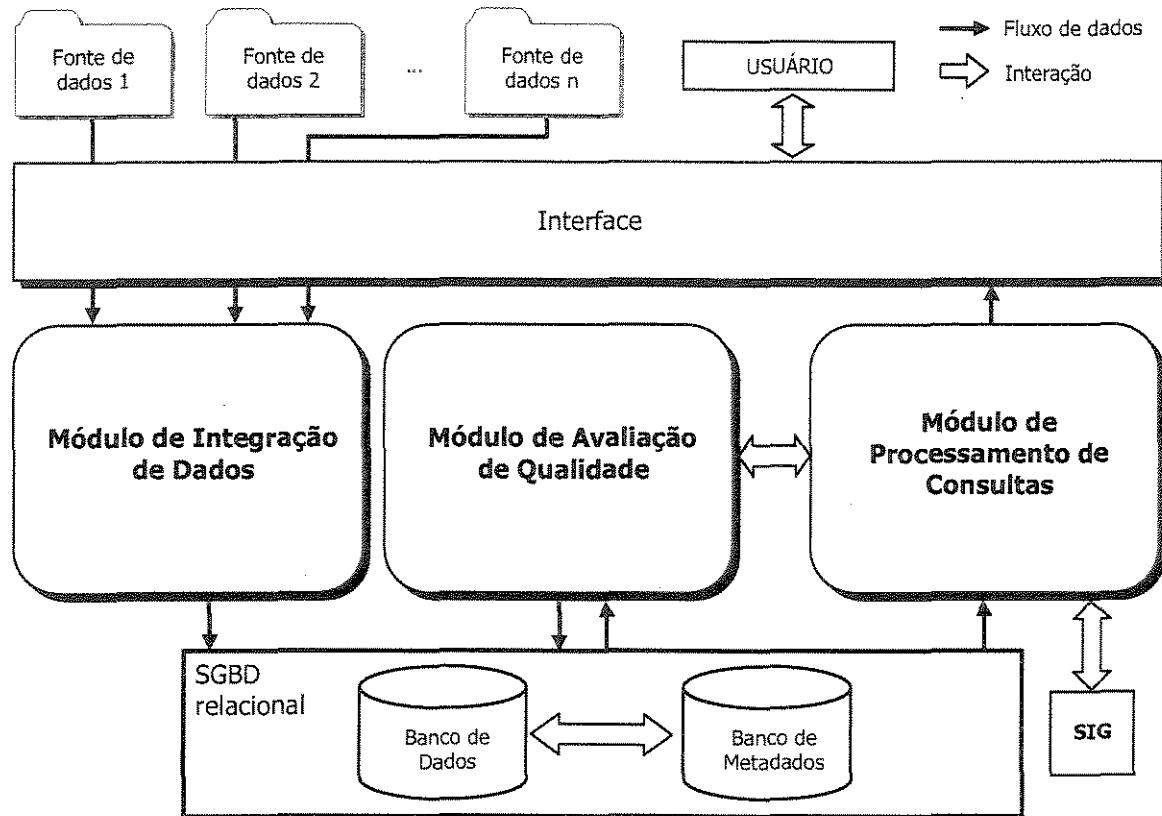 Fonte de
dados 1
Fonte de
dados 2
...
Fonte de
dados n
USUÁRIO
Fluxo de dados
Interação
Interface
Módulo de Integração
de Dados
Módulo de Avaliação
de Qualidade
Módulo de
Processamento de
Consultas
SGBD
relacional
Banco de
Dados
Banco de
Metadados
SIG